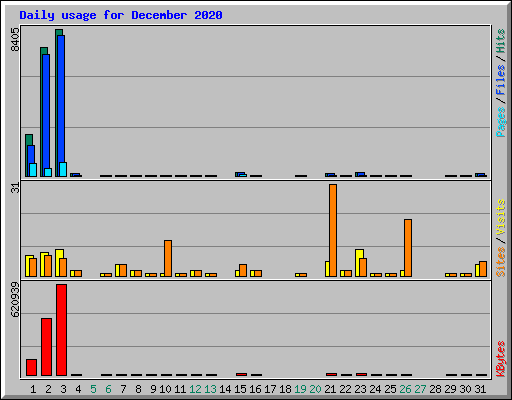 Daily usage for December 2020
8405
Pages / Files / Hits
31
Sites / Visits
620939
KBytes
1 2 3 4 5 6 7 8 9 10 11 12 13 14 15 16 17 18 19 20 21 22 23 24 25 26 27 28 29 30 31